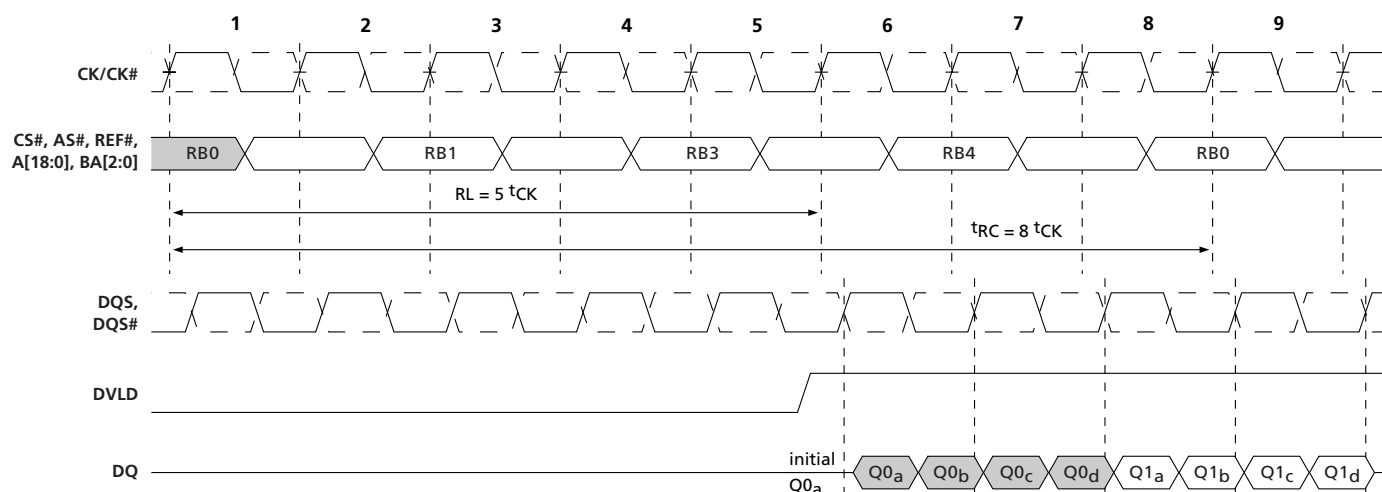 1 2 3 4 5 6 7 8 9
CK/CK#
CS#, AS#, REF#,
A[18:0], BA[2:0]
RB0 RB1 RB3 RB4 RB0
RL = 5 tCK
tRC = 8 tCK
DQS,
DQS#
DVLD
DQ
initial
Q0a
Q0a Q0b Q0c Q0d Q1a Q1b Q1c Q1d